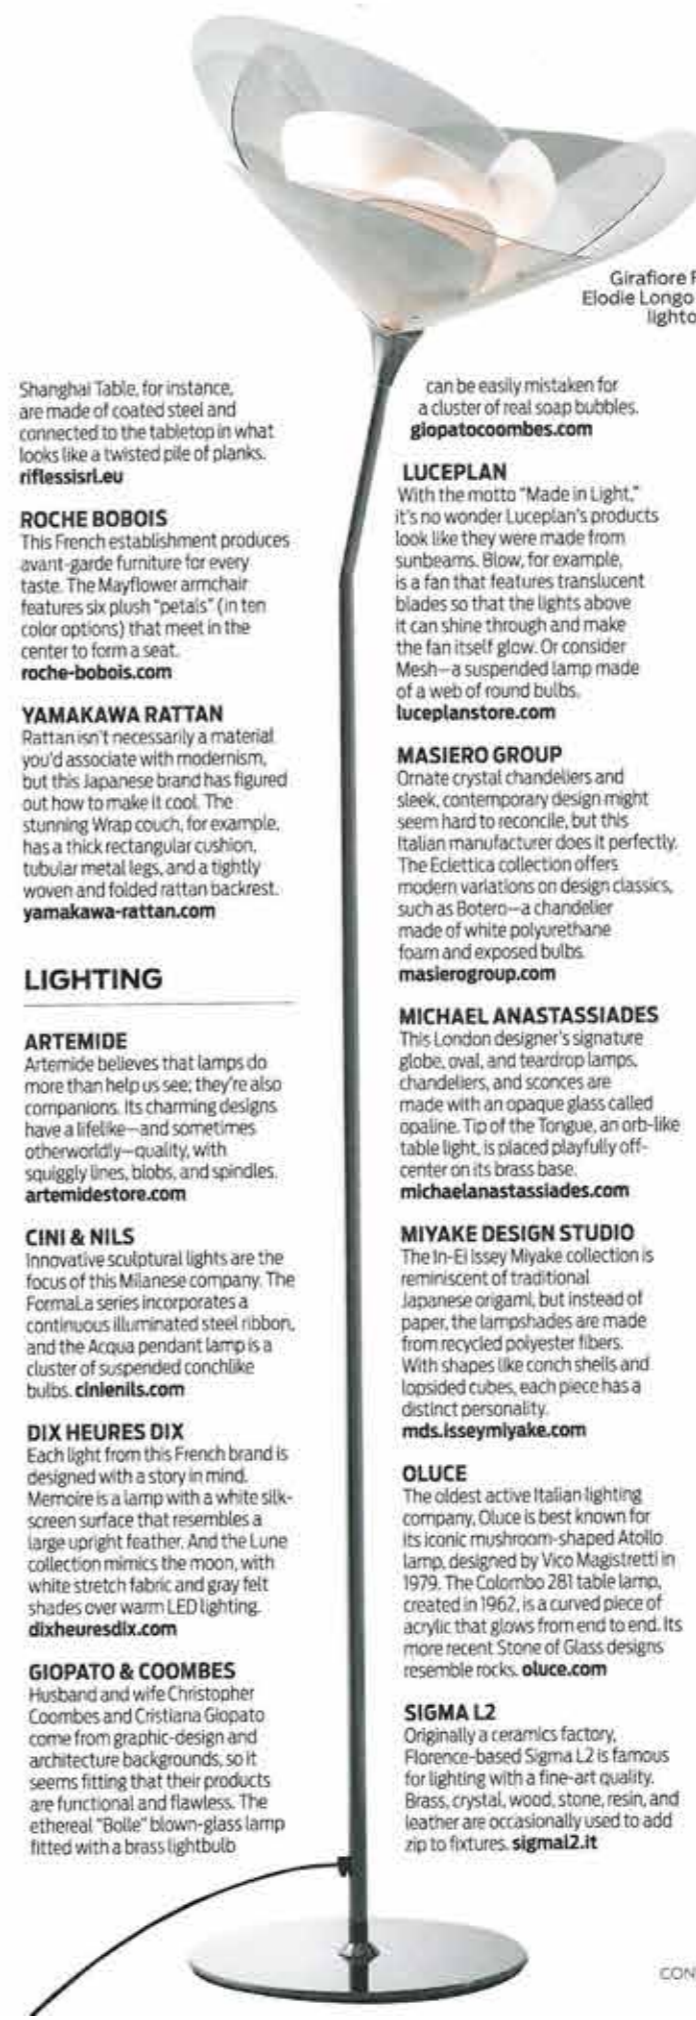 Girafiore
Elodie Longo
Shanghai Table, for instance,
are made of coated steel and
connected to the tabletop in what
looks like a twisted pile of planks.
riflessisrl.eu
ROCHE BOBOIS
This French establishment produces
avant-garde furniture for every
taste. The Mayflower armchair
features six plush "petals" (in ten
color options) that meet in the
center to form a seat.
roche-bobois.com
YAMAKAWA RATTAN
Rattan isn't necessarily a material
you'd associate with modernism,
but this Japanese brand has figured
out how to make it cool. The
stunning Wrap couch, for example,
has a thick rectangular cushion,
tubular metal legs, and a tightly
woven and folded rattan backrest.
yamakawa-rattan.com
LIGHTING
ARTEMIDE
Artemide believes that lamps do
more than help us see; they're also
companions. Its charming designs
have a lifelike—and sometimes
otherworldly—quality, with
squiggly lines, blobs, and spindles.
artemidestore.com
CINI & NILS
Innovative sculptural lights are the
focus of this Milanese company. The
FormaLa series incorporates a
continuous illuminated steel ribbon,
and the Acqua pendant lamp is a
cluster of suspended conchlike
bulbs. cinienils.com
DIX HEURES DIX
Each light from this French brand is
designed with a story in mind.
Memoire is a lamp with a white silk-
screen surface that resembles a
large upright feather. And the Lune
collection mimics the moon, with
white stretch fabric and gray felt
shades over warm LED lighting.
dixheuresdix.com
GIOPATO & COOMBES
Husband and wife Christopher
Coombes and Cristiana Giopato
come from graphic-design and
architecture backgrounds, so it
seems fitting that their products
are functional and flawless. The
ethereal "Bolle" blown-glass lamp
fitted with a brass lightbulb
can be easily mistaken for
a cluster of real soap bubbles.
giopatocoombes.com
LUCEPLAN
With the motto "Made in Light,"
it's no wonder Luceplan's products
look like they were made from
sunbeams. Blow, for example,
is a fan that features translucent
blades so that the lights above
it can shine through and make
the fan itself glow. Or consider
Mesh—a suspended lamp made
of a web of round bulbs.
luceplanstore.com
MASIERO GROUP
Ornate crystal chandeliers and
sleek, contemporary design might
seem hard to reconcile, but this
Italian manufacturer does it perfectly.
The Eclettica collection offers
modern variations on design classics,
such as Botero—a chandelier
made of white polyurethane
foam and exposed bulbs.
masierogroup.com
MICHAEL ANASTASSIADES
This London designer's signature
globe, oval, and teardrop lamps,
chandeliers, and sconces are
made with an opaque glass called
opaline. Tip of the Tongue, an orb-like
table light, is placed playfully off-
center on its brass base.
michaelanastassiades.com
MIYAKE DESIGN STUDIO
The In-Ei Issey Miyake collection is
reminiscent of traditional
Japanese origami, but instead of
paper, the lampshades are made
from recycled polyester fibers.
With shapes like conch shells and
lopsided cubes, each piece has a
distinct personality.
mds.isseymiyake.com
OLUCE
The oldest active Italian lighting
company, Oluce is best known for
its iconic mushroom-shaped Atollo
lamp, designed by Vico Magistretti in
1979. The Colombo 281 table lamp,
created in 1962, is a curved piece of
acrylic that glows from end to end. Its
more recent Stone of Glass designs
resemble rocks. oluce.com
SIGMA L2
Originally a ceramics factory,
Florence-based Sigma L2 is famous
for lighting with a fine-art quality.
Brass, crystal, wood, stone, resin, and
leather are occasionally used to add
zip to fixtures. sigmal2.it